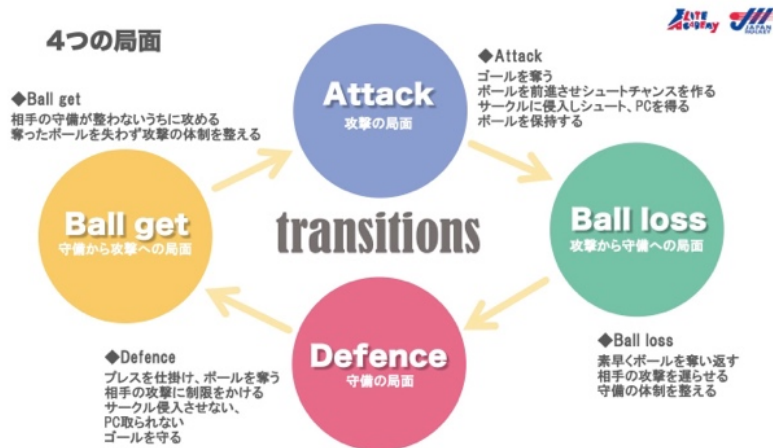 4つの局面
ELITE
ACADEMY
JAPAN
HOCKEY
◆Attack
ゴールを奪う
ボールを前進させシュートチャンスを作る
サークルに侵入しシュート、PCを得る
ボールを保持する
◆Ball get
相手の守備が整わないうちに攻める
奪ったボールを失わず攻撃の体制を整える
Attack
攻撃の局面
Ball get
守備から攻撃への局面
transitions
Ball loss
攻撃から守備への局面
Defence
守備の局面
◆Defence
プレスを仕掛け、ボールを奪う
相手の攻撃に制限をかける
サークル侵入させない、
PC取られない
ゴールを守る
◆Ball loss
素早くボールを奪い返す
相手の攻撃を遅らせる
守備の体制を整える